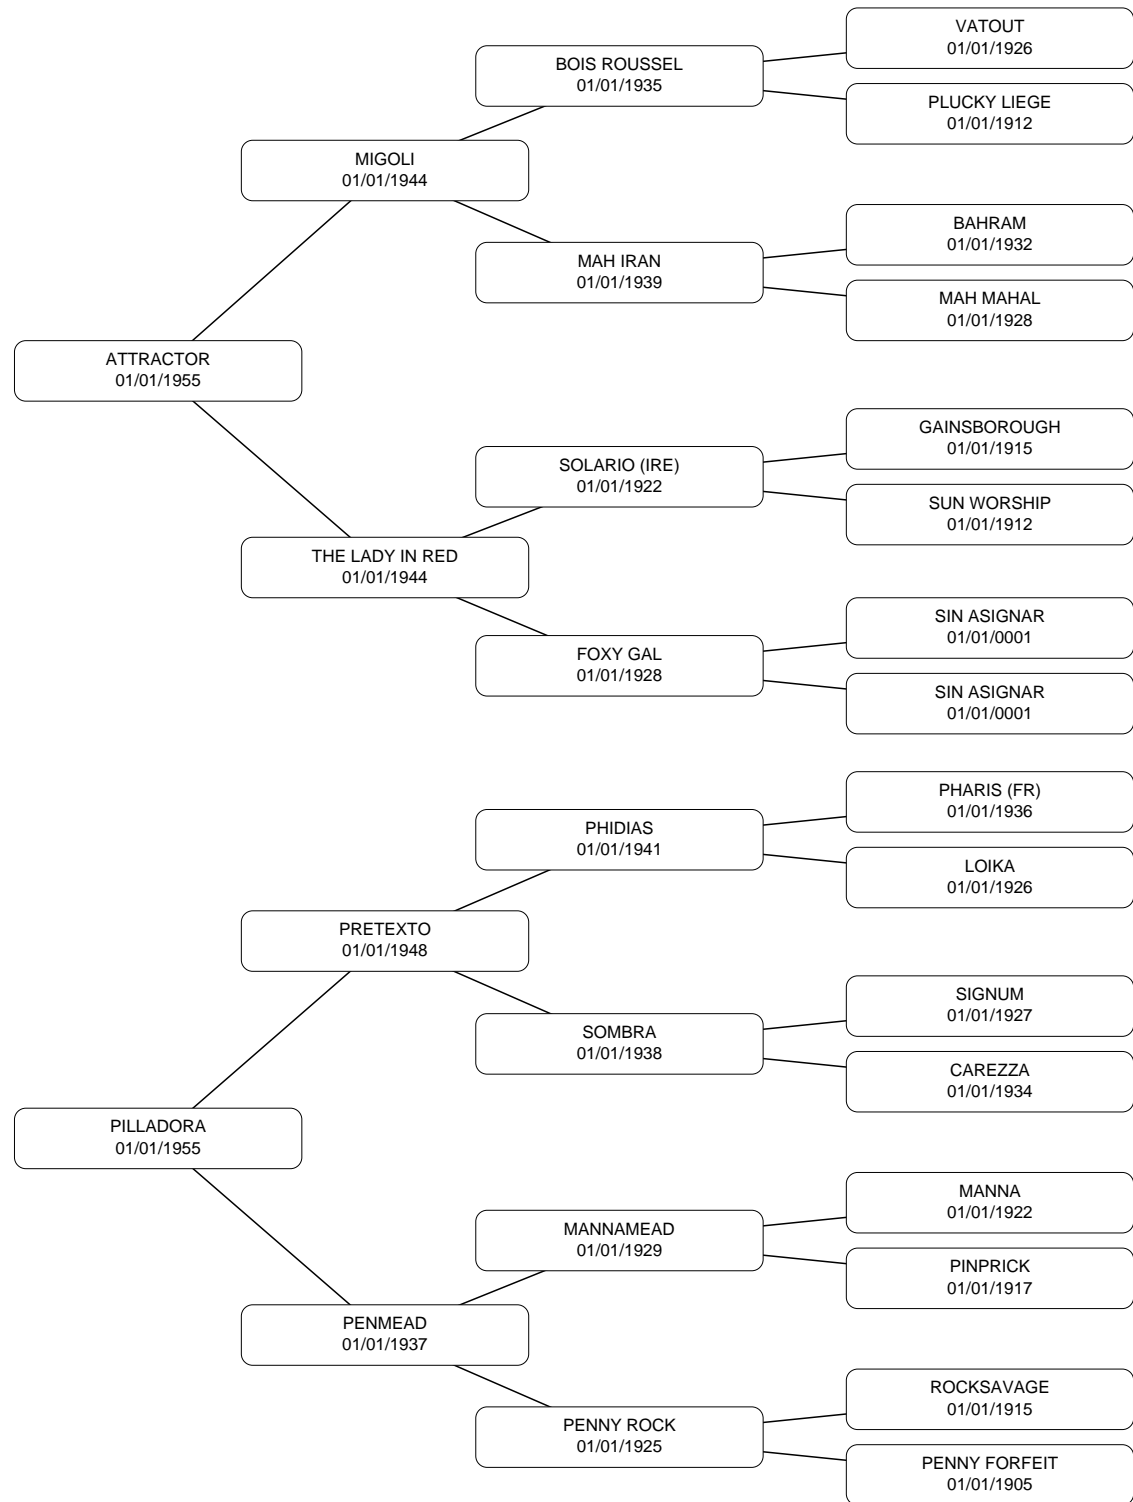 VATOUT
01/01/1926
BOIS ROUSSEL
01/01/1935
PLUCKY LIEGE
01/01/1912
MIGOLI
01/01/1944
BAHRAM
01/01/1932
MAH IRAN
01/01/1939
MAH MAHAL
01/01/1928
ATTRACTOR
01/01/1955
GAINSBOROUGH
01/01/1915
SOLARIO (IRE)
01/01/1922
SUN WORSHIP
01/01/1912
THE LADY IN RED
01/01/1944
SIN ASIGNAR
01/01/0001
FOXY GAL
01/01/1928
SIN ASIGNAR
01/01/0001
PHARIS (FR)
01/01/1936
PHIDIAS
01/01/1941
LOIKA
01/01/1926
PRETEXTO
01/01/1948
SIGNUM
01/01/1927
SOMBRA
01/01/1938
CAREZZA
01/01/1934
PILLADORA
01/01/1955
MANNA
01/01/1922
MANNAMEAD
01/01/1929
PINPRICK
01/01/1917
PENMEAD
01/01/1937
ROCKSAVAGE
01/01/1915
PENNY ROCK
01/01/1925
PENNY FORFEIT
01/01/1905